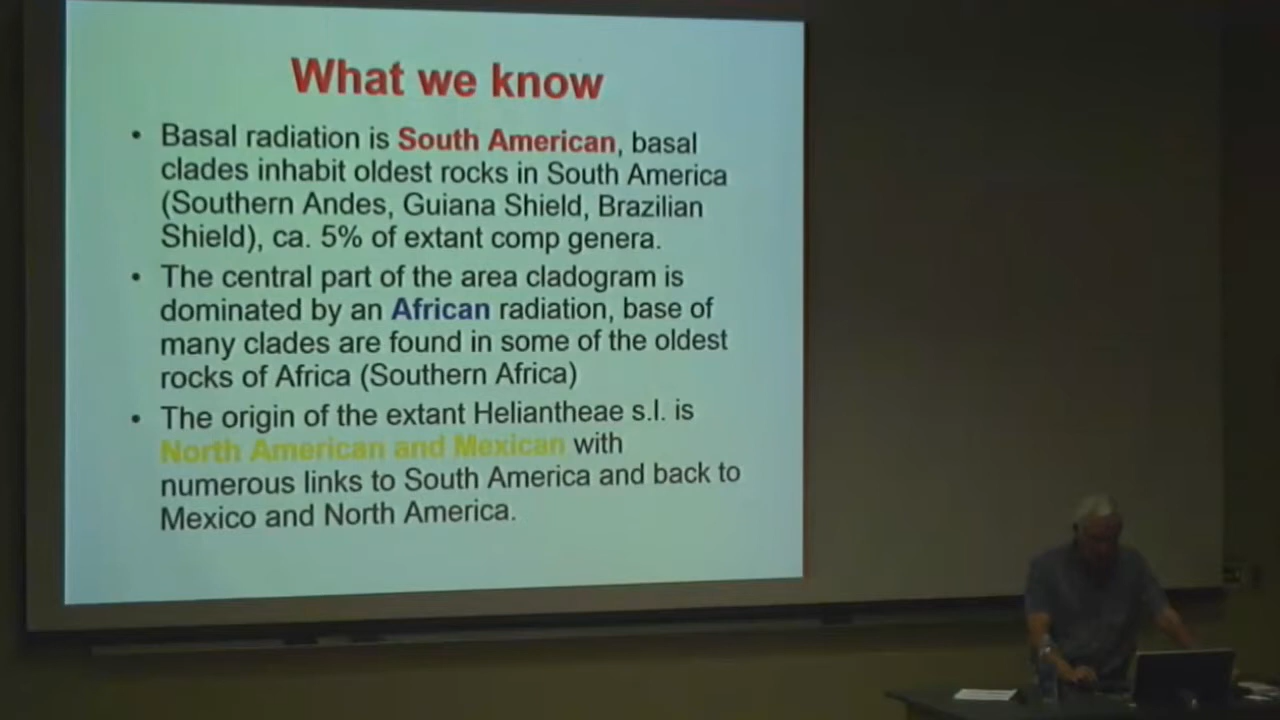 What we know
• Basal radiation is South American, basal
clades inhabit oldest rocks in South America
(Southern Andes, Guiana Shield, Brazilian
Shield), ca. 5% of extant comp genera.
• The central part of the area cladogram is
dominated by an African radiation, base of
many clades are found in some of the oldest
rocks of Africa (Southern Africa)
• The origin of the extant Heliantheae s.l. is
North American and Mexican with
numerous links to South America and back to
Mexico and North America.